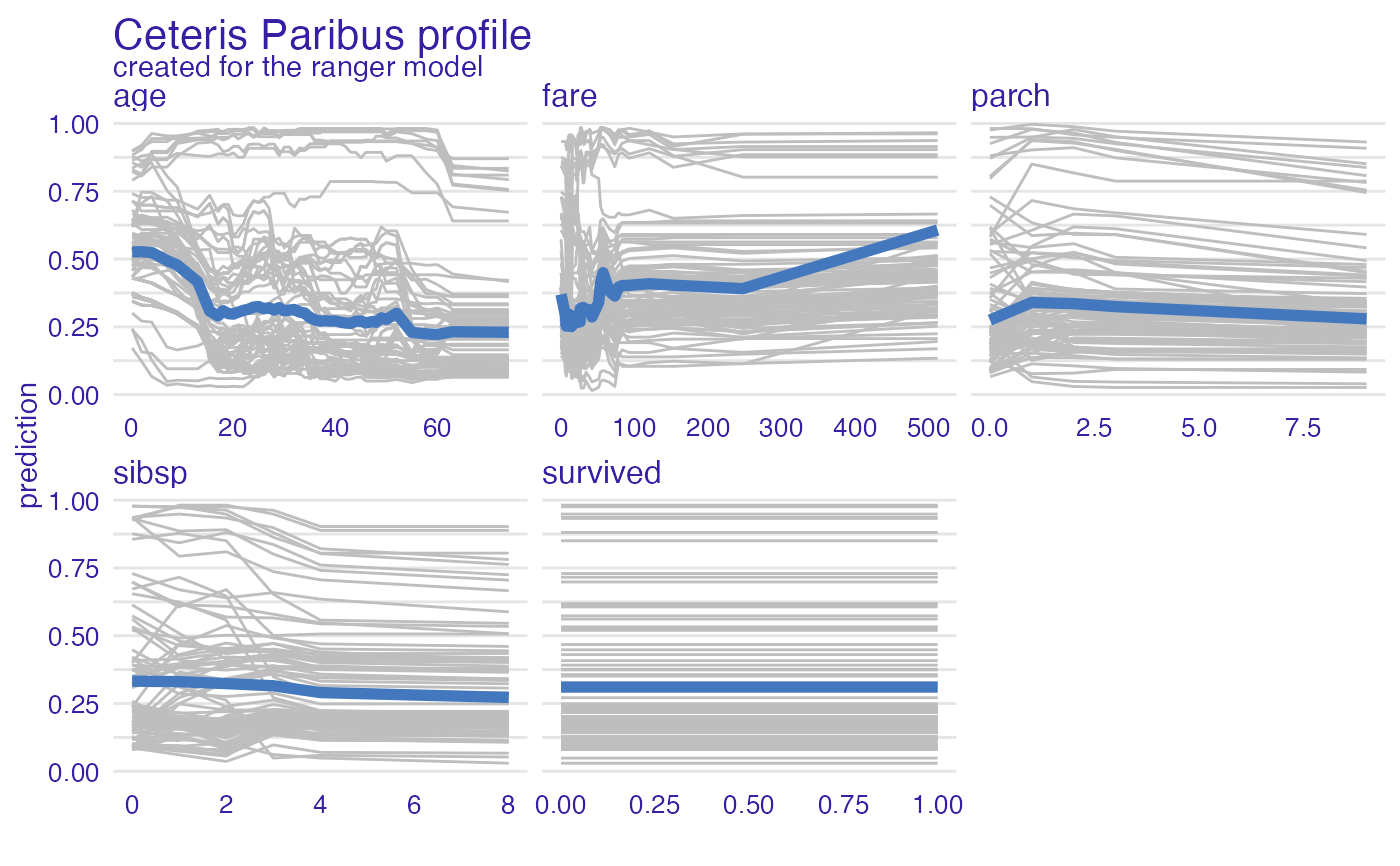 Ceteris Paribus profile
created for the ranger model
age
fare
parch
1.00
0.75
0.50
0.25
0.00
0 20 40 60
0 100 200 300 400 500
0.0 2.5 5.0 7.5
prediction
sibsp
survived
1.00
0.75
0.50
0.25
0.00
0 2 4 6 8
0.00 0.25 0.50 0.75 1.00